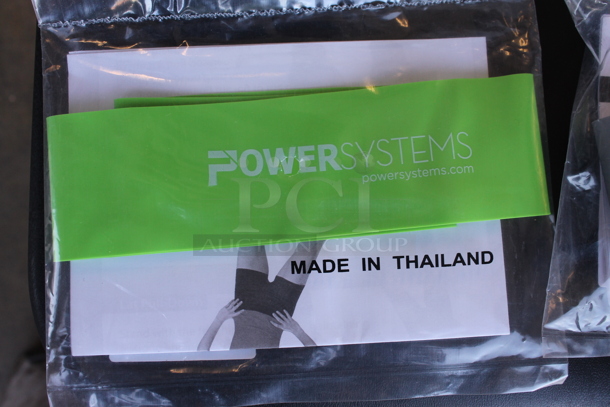 POWERSYSTEMS
powersystems.com
PCI
AUCTION GROUP
MADE IN THAILAND